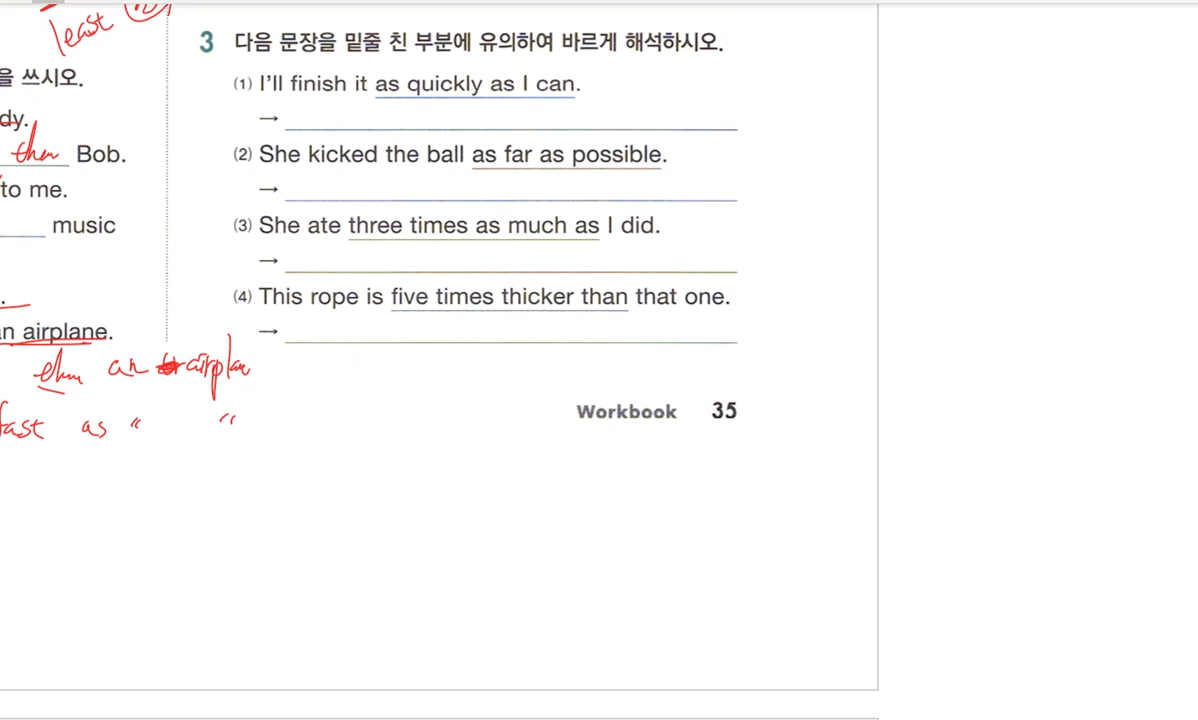 least
을 쓰시오.
dy.
than Bob.
to me.
music
.
n airplane.
than an airplan
fast as " "
3 다음 문장을 밑줄 친 부분에 유의하여 바르게 해석하시오.
(1) I'll finish it as quickly as I can.
→
(2) She kicked the ball as far as possible.
→
(3) She ate three times as much as I did.
→
(4) This rope is five times thicker than that one.
→
Workbook 35